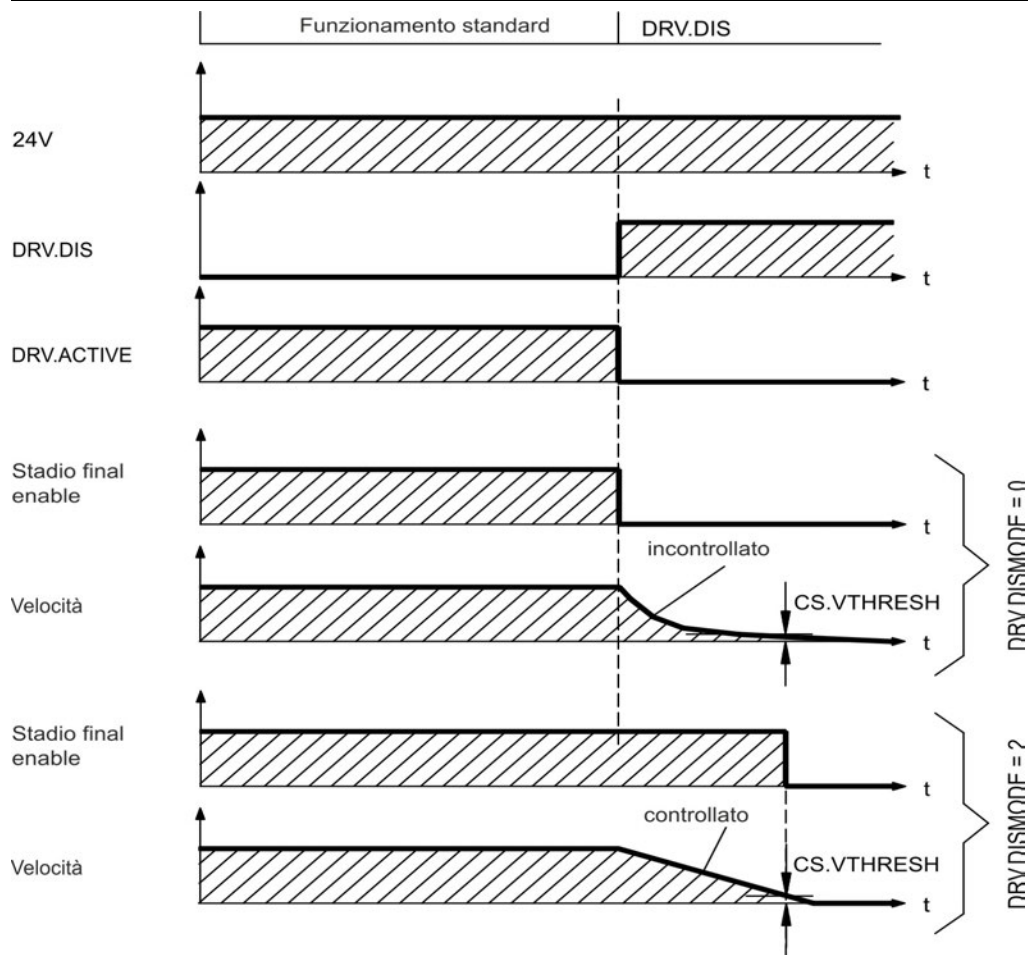 Funzionamento standard
DRV.DIS
24V
t
DRV.DIS
t
DRV.ACTIVE
t
Stadio final
enable
t
incontrollato
Velocità
CS.VTHRESH
t
DRV.DISMODE = 0
Stadio final
enable
t
controllato
Velocità
CS.VTHRESH
t
DRV.DISMODE =